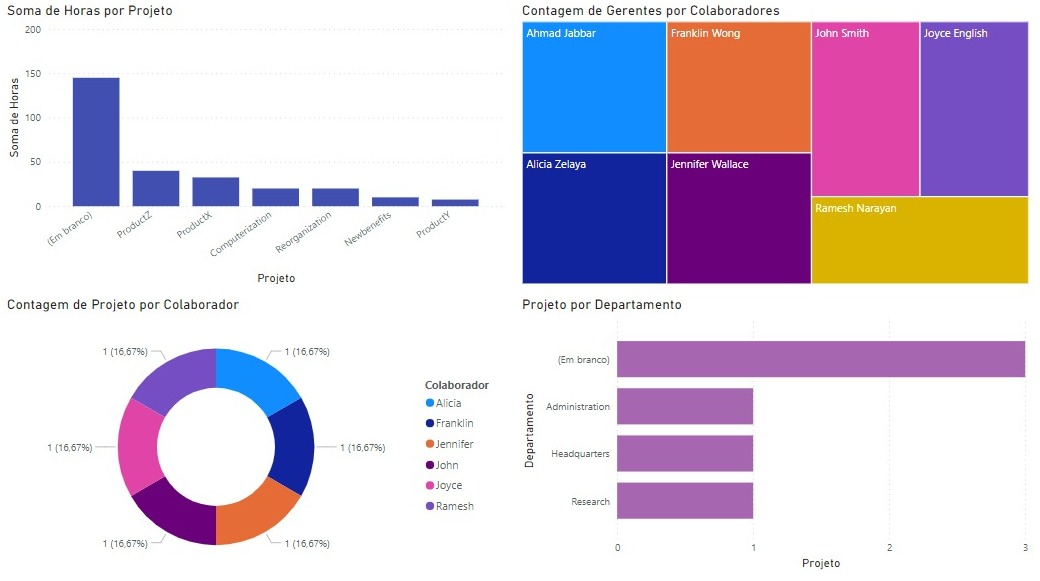 Soma de Horas por Projeto
200
150
100
50
0
Soma de Horas
(Em branco)
ProductZ
ProductX
Computerization
Reorganization
Newbenefits
ProductY
Projeto
Contagem de Gerentes por Colaboradores
Ahmad Jabbar
Franklin Wong
John Smith
Joyce English
Alicia Zelaya
Jennifer Wallace
Ramesh Narayan
Contagem de Projeto por Colaborador
1 (16,67%)
1 (16,67%)
1 (16,67%)
1 (16,67%)
1 (16,67%)
1 (16,67%)
Colaborador
Alicia
Franklin
Jennifer
John
Joyce
Ramesh
Projeto por Departamento
Departamento
(Em branco)
Administration
Headquarters
Research
0
1
2
3
Projeto